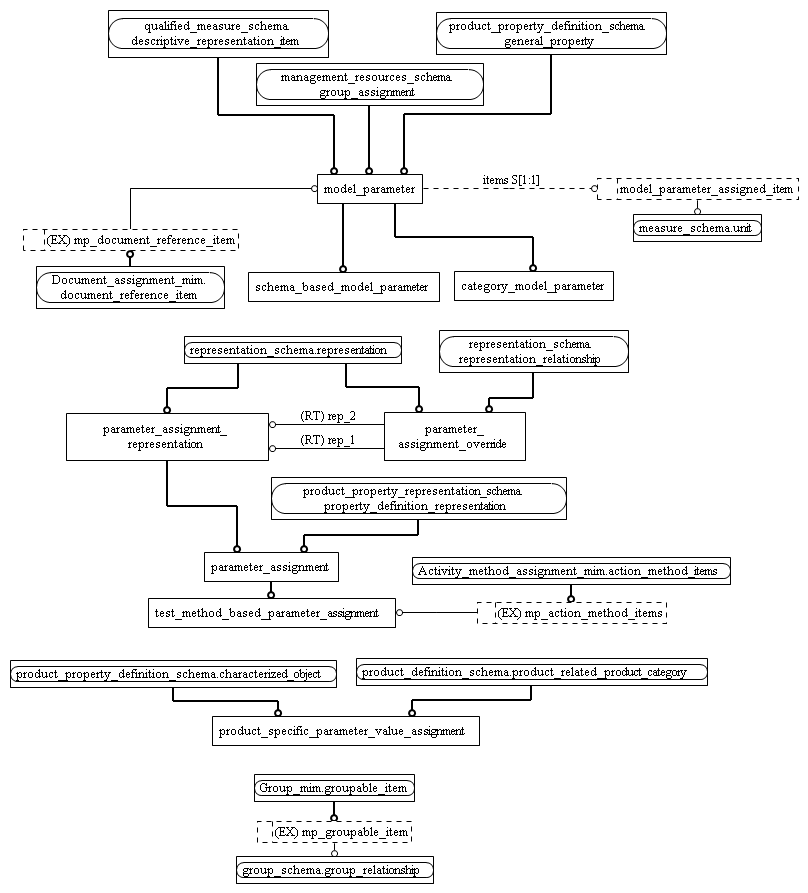 qualified_measure_schema.
descriptive_representation_item
product_property_definition_schema.
general_property
management_resources_schema.
group_assignment
model_parameter
items S[1:1]
model_parameter_assigned_item
measure_schema.unit
(EX) mp_document_reference_item
Document_assignment_mim.
document_reference_item
schema_based_model_parameter
category_model_parameter
representation_schema.representation
representation_schema.
representation_relationship
parameter_assignment_
representation
(RT) rep_2
(RT) rep_1
parameter_
assignment_override
product_property_representation_schema.
property_definition_representation
parameter_assignment
Activity_method_assignment_mim.action_method_items
test_method_based_parameter_assignment
(EX) mp_action_method_items
product_property_definition_schema.characterized_object
product_definition_schema.product_related_product_category
product_specific_parameter_value_assignment
Group_mim.groupable_item
(EX) mp_groupable_item
group_schema.group_relationship